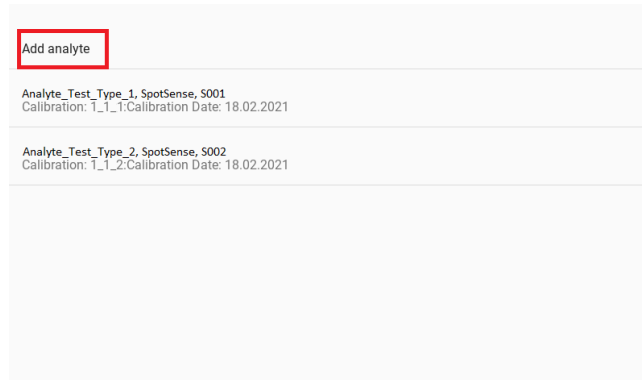 Add analyte
Analyte_Test_Type_1, SpotSense, S001
Calibration: 1_1_1:Calibration Date: 18.02.2021
Analyte_Test_Type_2, SpotSense, S002
Calibration: 1_1_2:Calibration Date: 18.02.2021